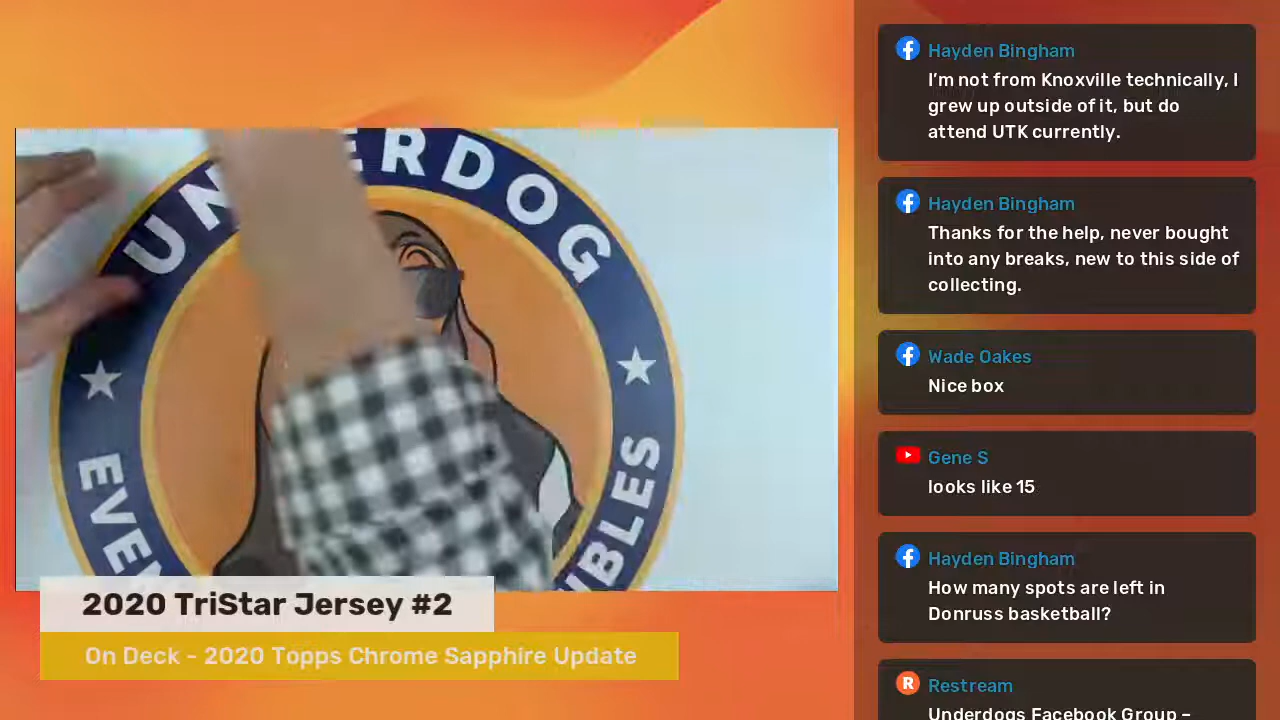 UNDERDOG
2020 TriStar Jersey #2
On Deck - 2020 Topps Chrome Sapphire Update
Hayden Bingham
I'm not from Knoxville technically, I
grew up outside of it, but do
attend UTK currently.
Hayden Bingham
Thanks for the help, never bought
into any breaks, new to this side of
collecting.
Wade Oakes
Nice box
Gene S
looks like 15
Hayden Bingham
How many spots are left in
Donruss basketball?
Restream
Underdogs Facebook Group –